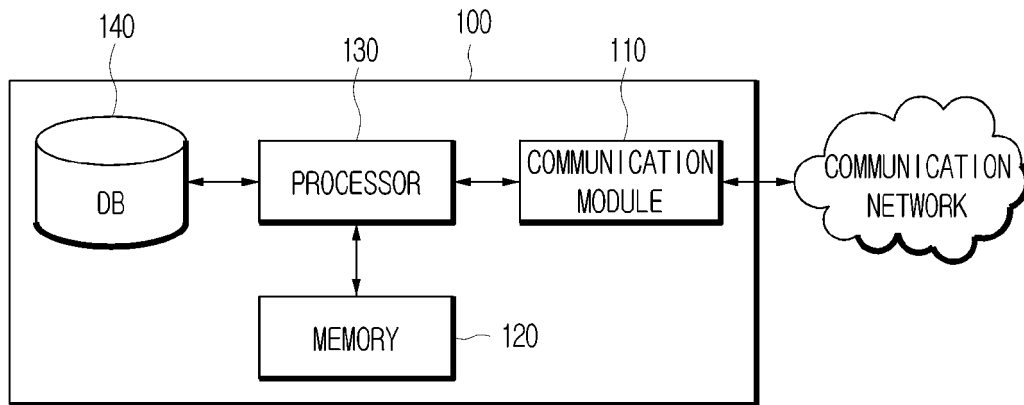 140
130
100
110
DB
PROCESSOR
COMMUNICATION
MODULE
COMMUNICATION
NETWORK
MEMORY
120